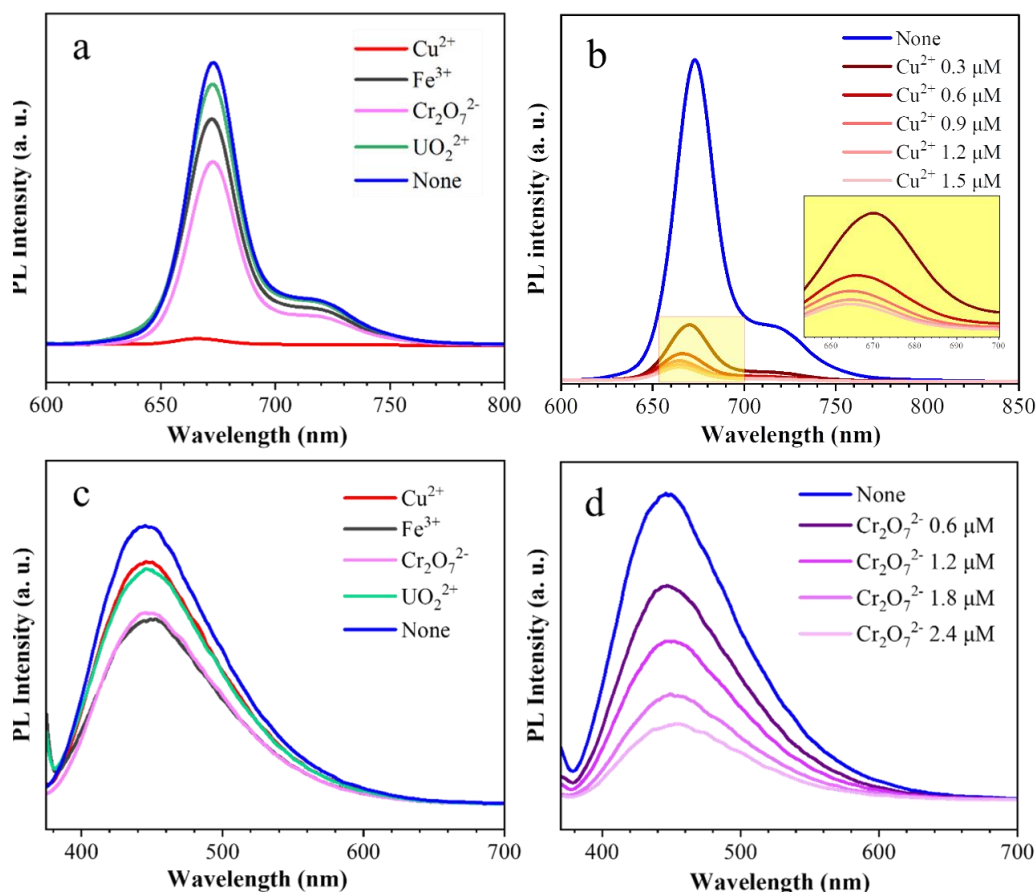 a
Cu²⁺
Fe³⁺
Cr₂O₇²⁻
UO₂²⁺
None
PL Intensity (a. u.)
600 650 700 750 800
Wavelength (nm)
b
None
Cu²⁺ 0.3 μM
Cu²⁺ 0.6 μM
Cu²⁺ 0.9 μM
Cu²⁺ 1.2 μM
Cu²⁺ 1.5 μM
660 670 680 690 700
PL intensity (a. u.)
600 650 700 750 800 850
Wavelength (nm)
c
Cu²⁺
Fe³⁺
Cr₂O₇²⁻
UO₂²⁺
None
PL Intensity (a. u.)
400 500 600 700
Wavelength (nm)
d
None
Cr₂O₇²⁻ 0.6 μM
Cr₂O₇²⁻ 1.2 μM
Cr₂O₇²⁻ 1.8 μM
Cr₂O₇²⁻ 2.4 μM
PL Intensity (a. u.)
400 500 600 700
Wavelength (nm)